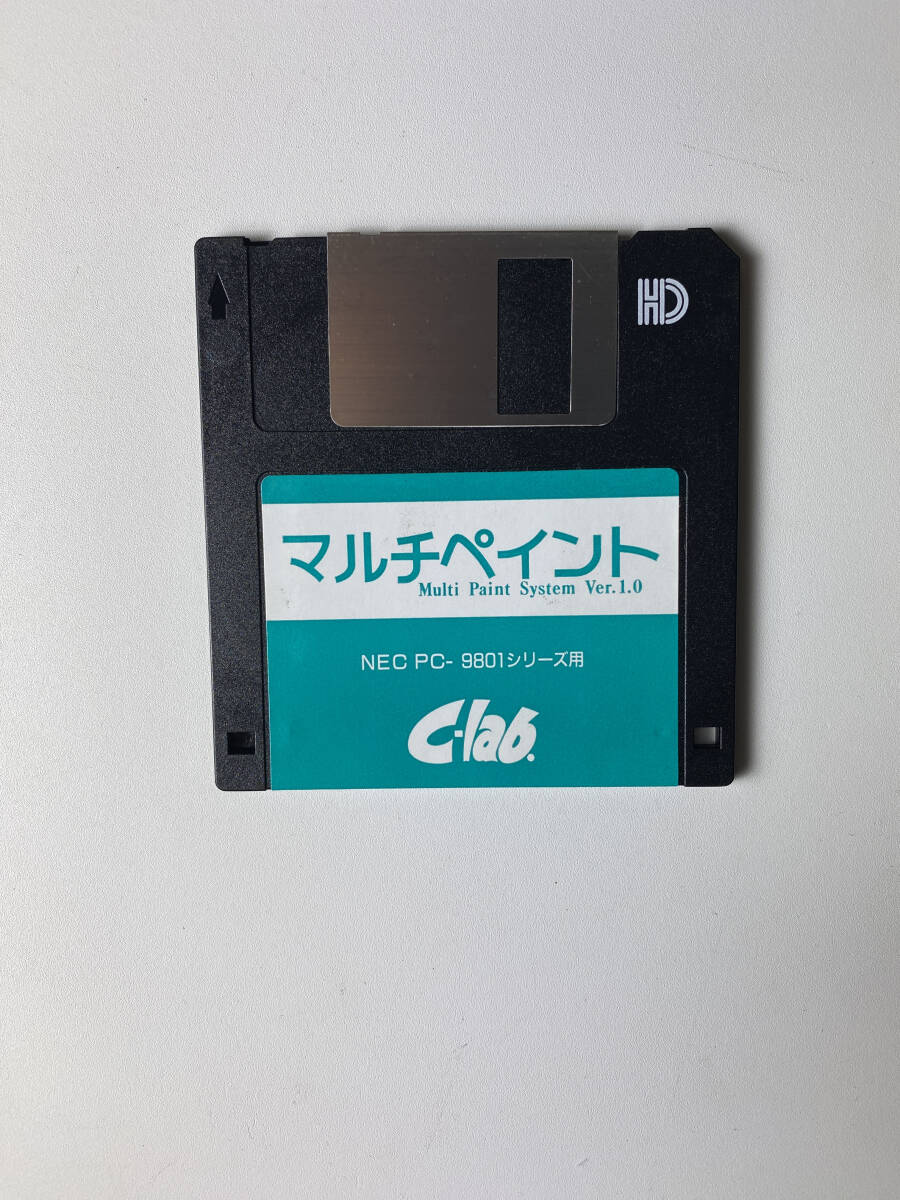 HD
マルチペイント
Multi Paint System Ver.1.0
NEC PC- 9801シリーズ用
C-lab.